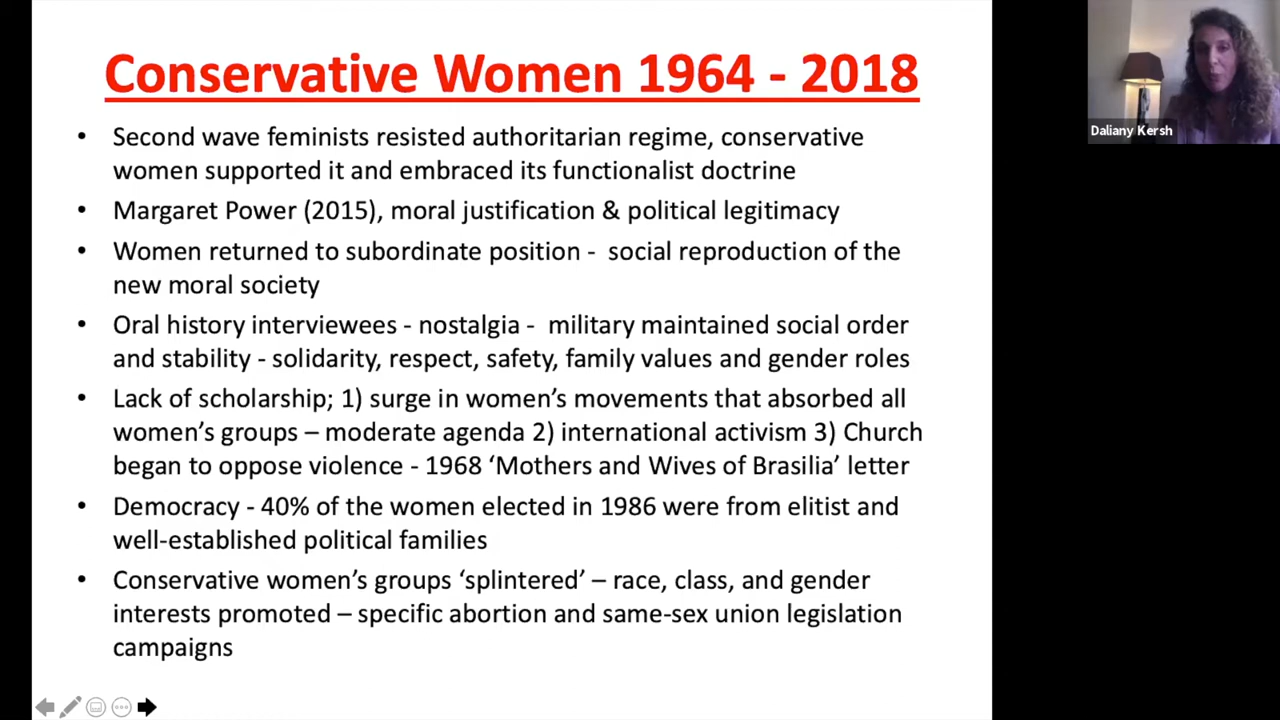 Conservative Women 1964 - 2018
• Second wave feminists resisted authoritarian regime, conservative
women supported it and embraced its functionalist doctrine
• Margaret Power (2015), moral justification & political legitimacy
• Women returned to subordinate position -  social reproduction of the
new moral society
• Oral history interviewees - nostalgia -  military maintained social order
and stability - solidarity, respect, safety, family values and gender roles
• Lack of scholarship; 1) surge in women’s movements that absorbed all
women’s groups – moderate agenda 2) international activism 3) Church
began to oppose violence - 1968 ‘Mothers and Wives of Brasilia’ letter
• Democracy - 40% of the women elected in 1986 were from elitist and
well-established political families
• Conservative women’s groups ‘splintered’ – race, class, and gender
interests promoted – specific abortion and same-sex union legislation
campaigns
Daliany Kersh